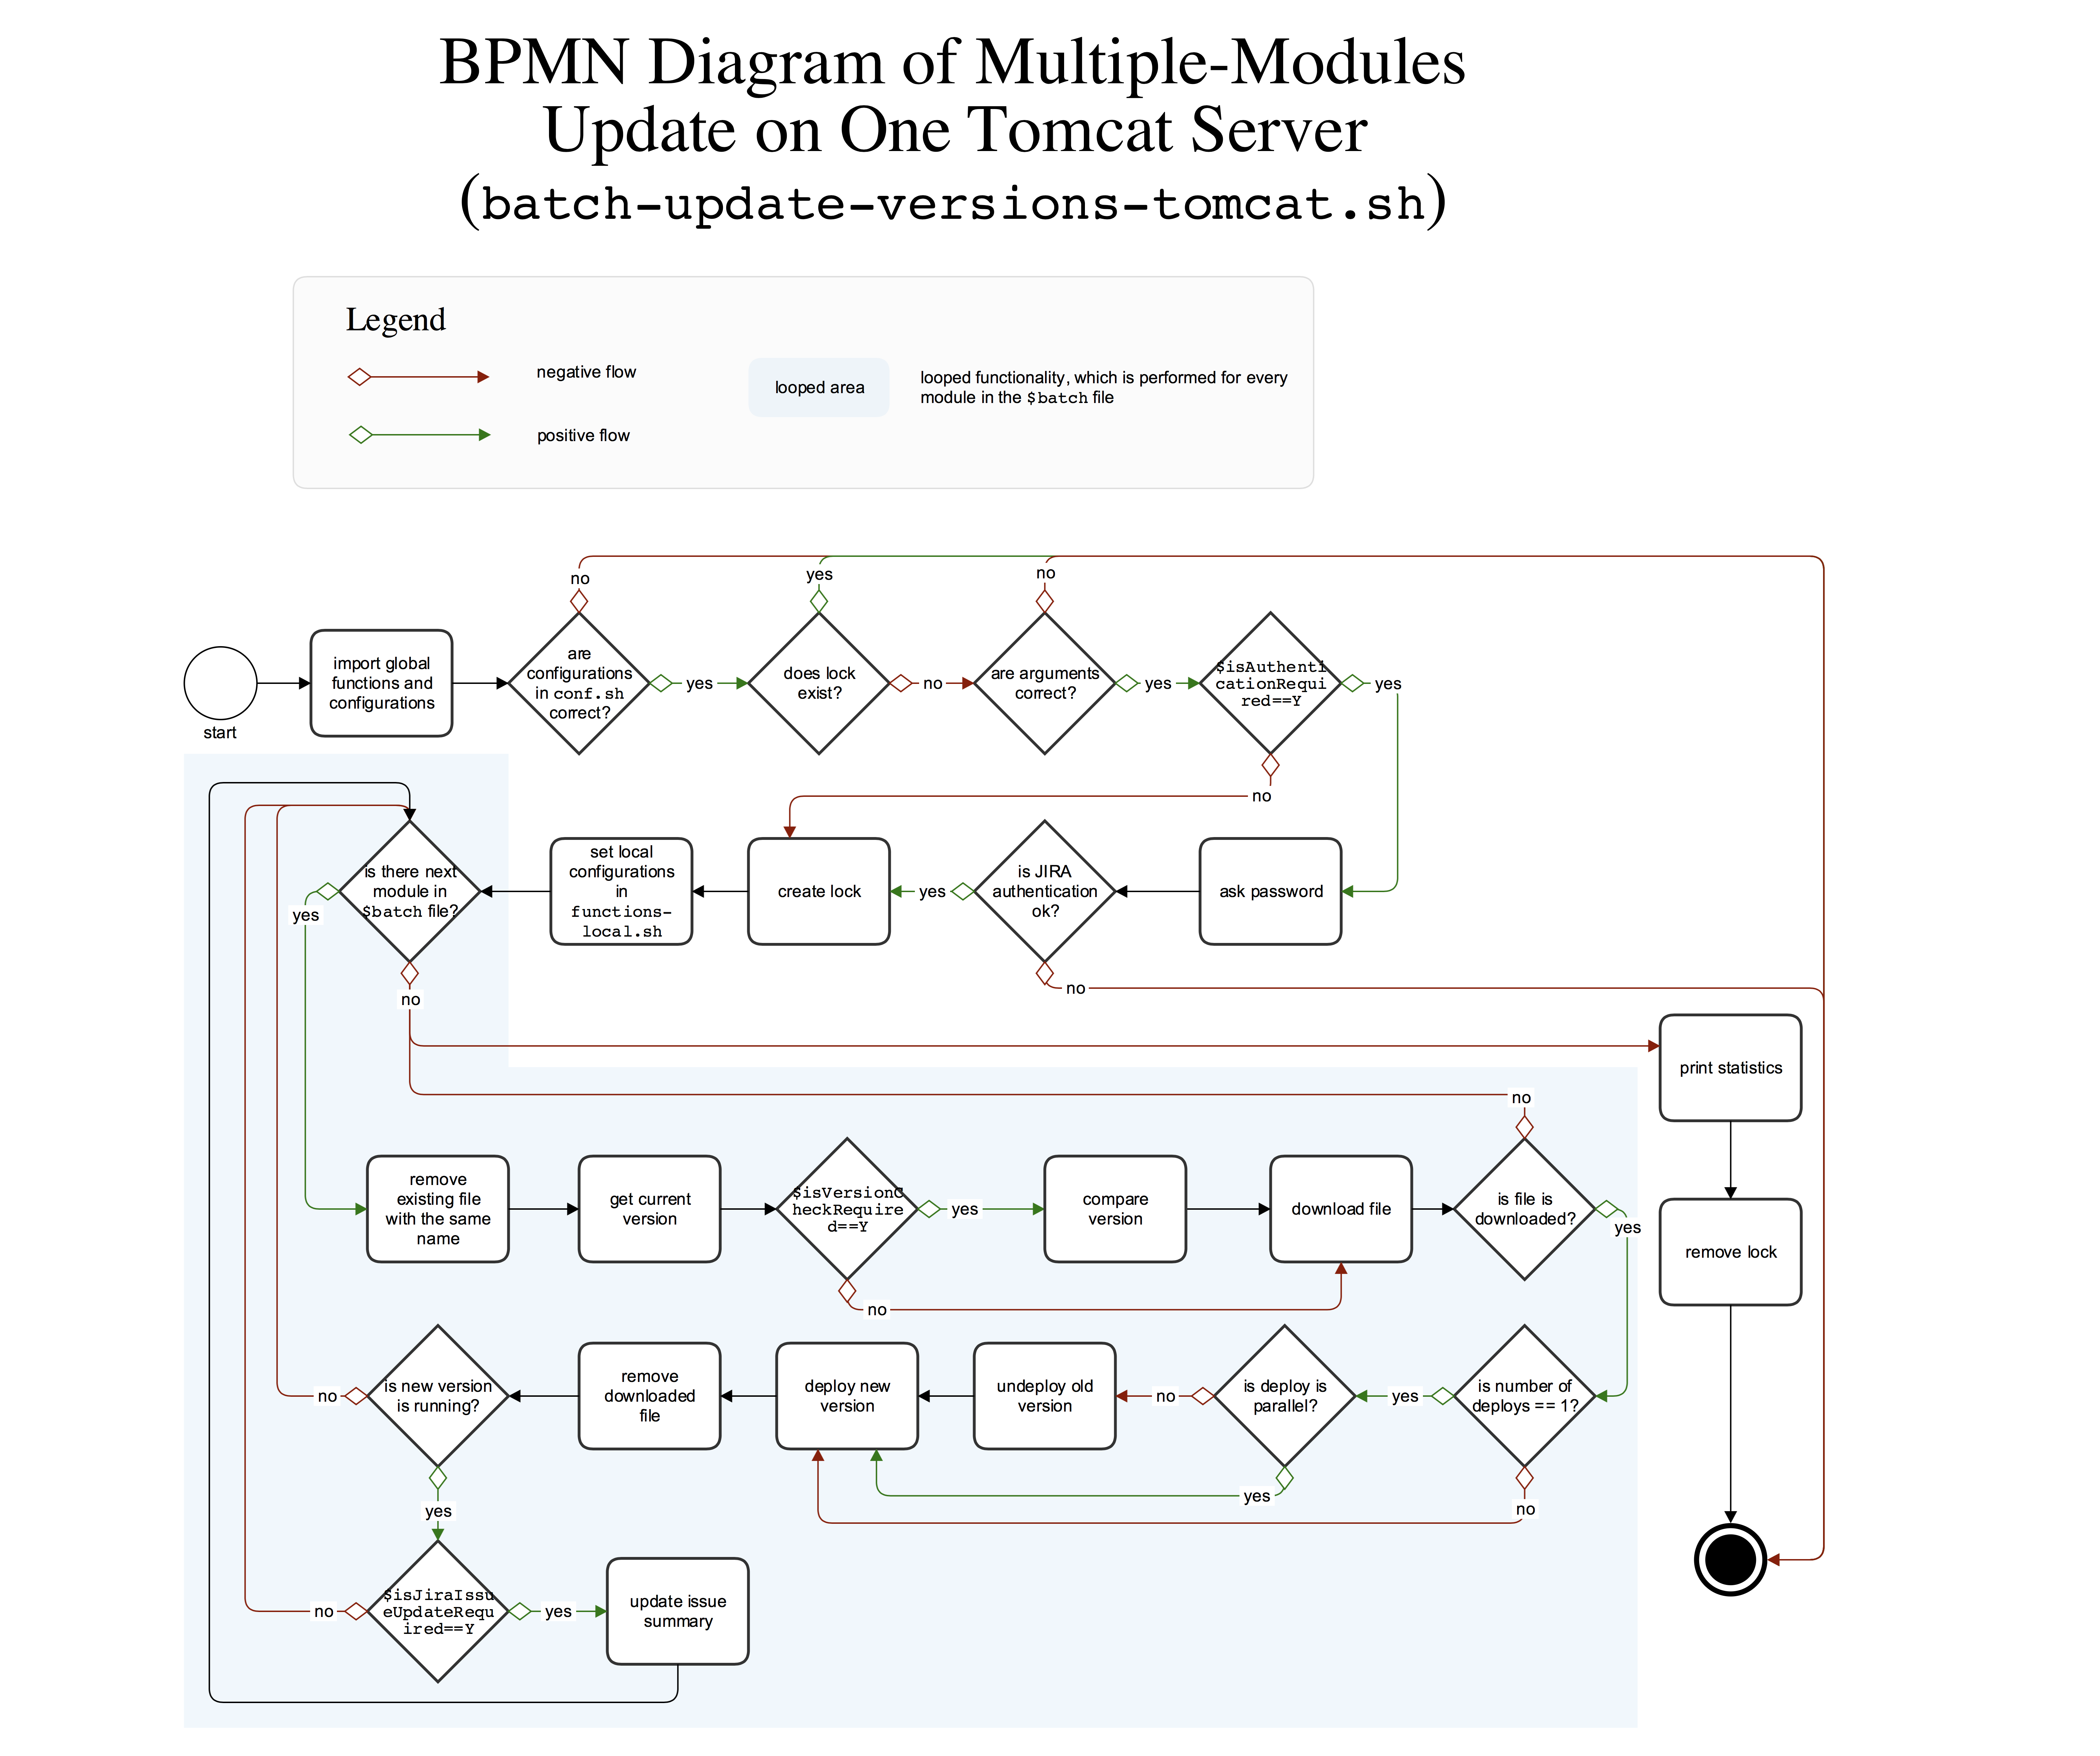 BPMN Diagram of Multiple-Modules
Update on One Tomcat Server
(batch-update-versions-tomcat.sh)
Legend
negative flow
positive flow
looped area
looped functionality, which is performed for every
module in the $batch file
no
yes
no
start
import global
functions and
configurations
are
configurations
in conf.sh
correct?
yes
does lock
exist?
no
are arguments
correct?
yes
$isAuthenti
cationRequi
red==Y
yes
no
is there next
module in
$batch file?
yes
no
set local
configurations
in
functions-
local.sh
create lock
yes
is JIRA
authentication
ok?
no
ask password
print statistics
no
remove
existing file
with the same
name
get current
version
$isVersionC
heckRequire
d==Y
yes
no
compare
version
download file
is file is
downloaded?
yes
remove lock
no
is new version
is running?
yes
remove
downloaded
file
deploy new
version
undeploy old
version
no
is deploy is
parallel?
yes
yes
is number of
deploys == 1?
no
no
$isJiraIssu
eUpdateRequ
ired==Y
yes
update issue
summary